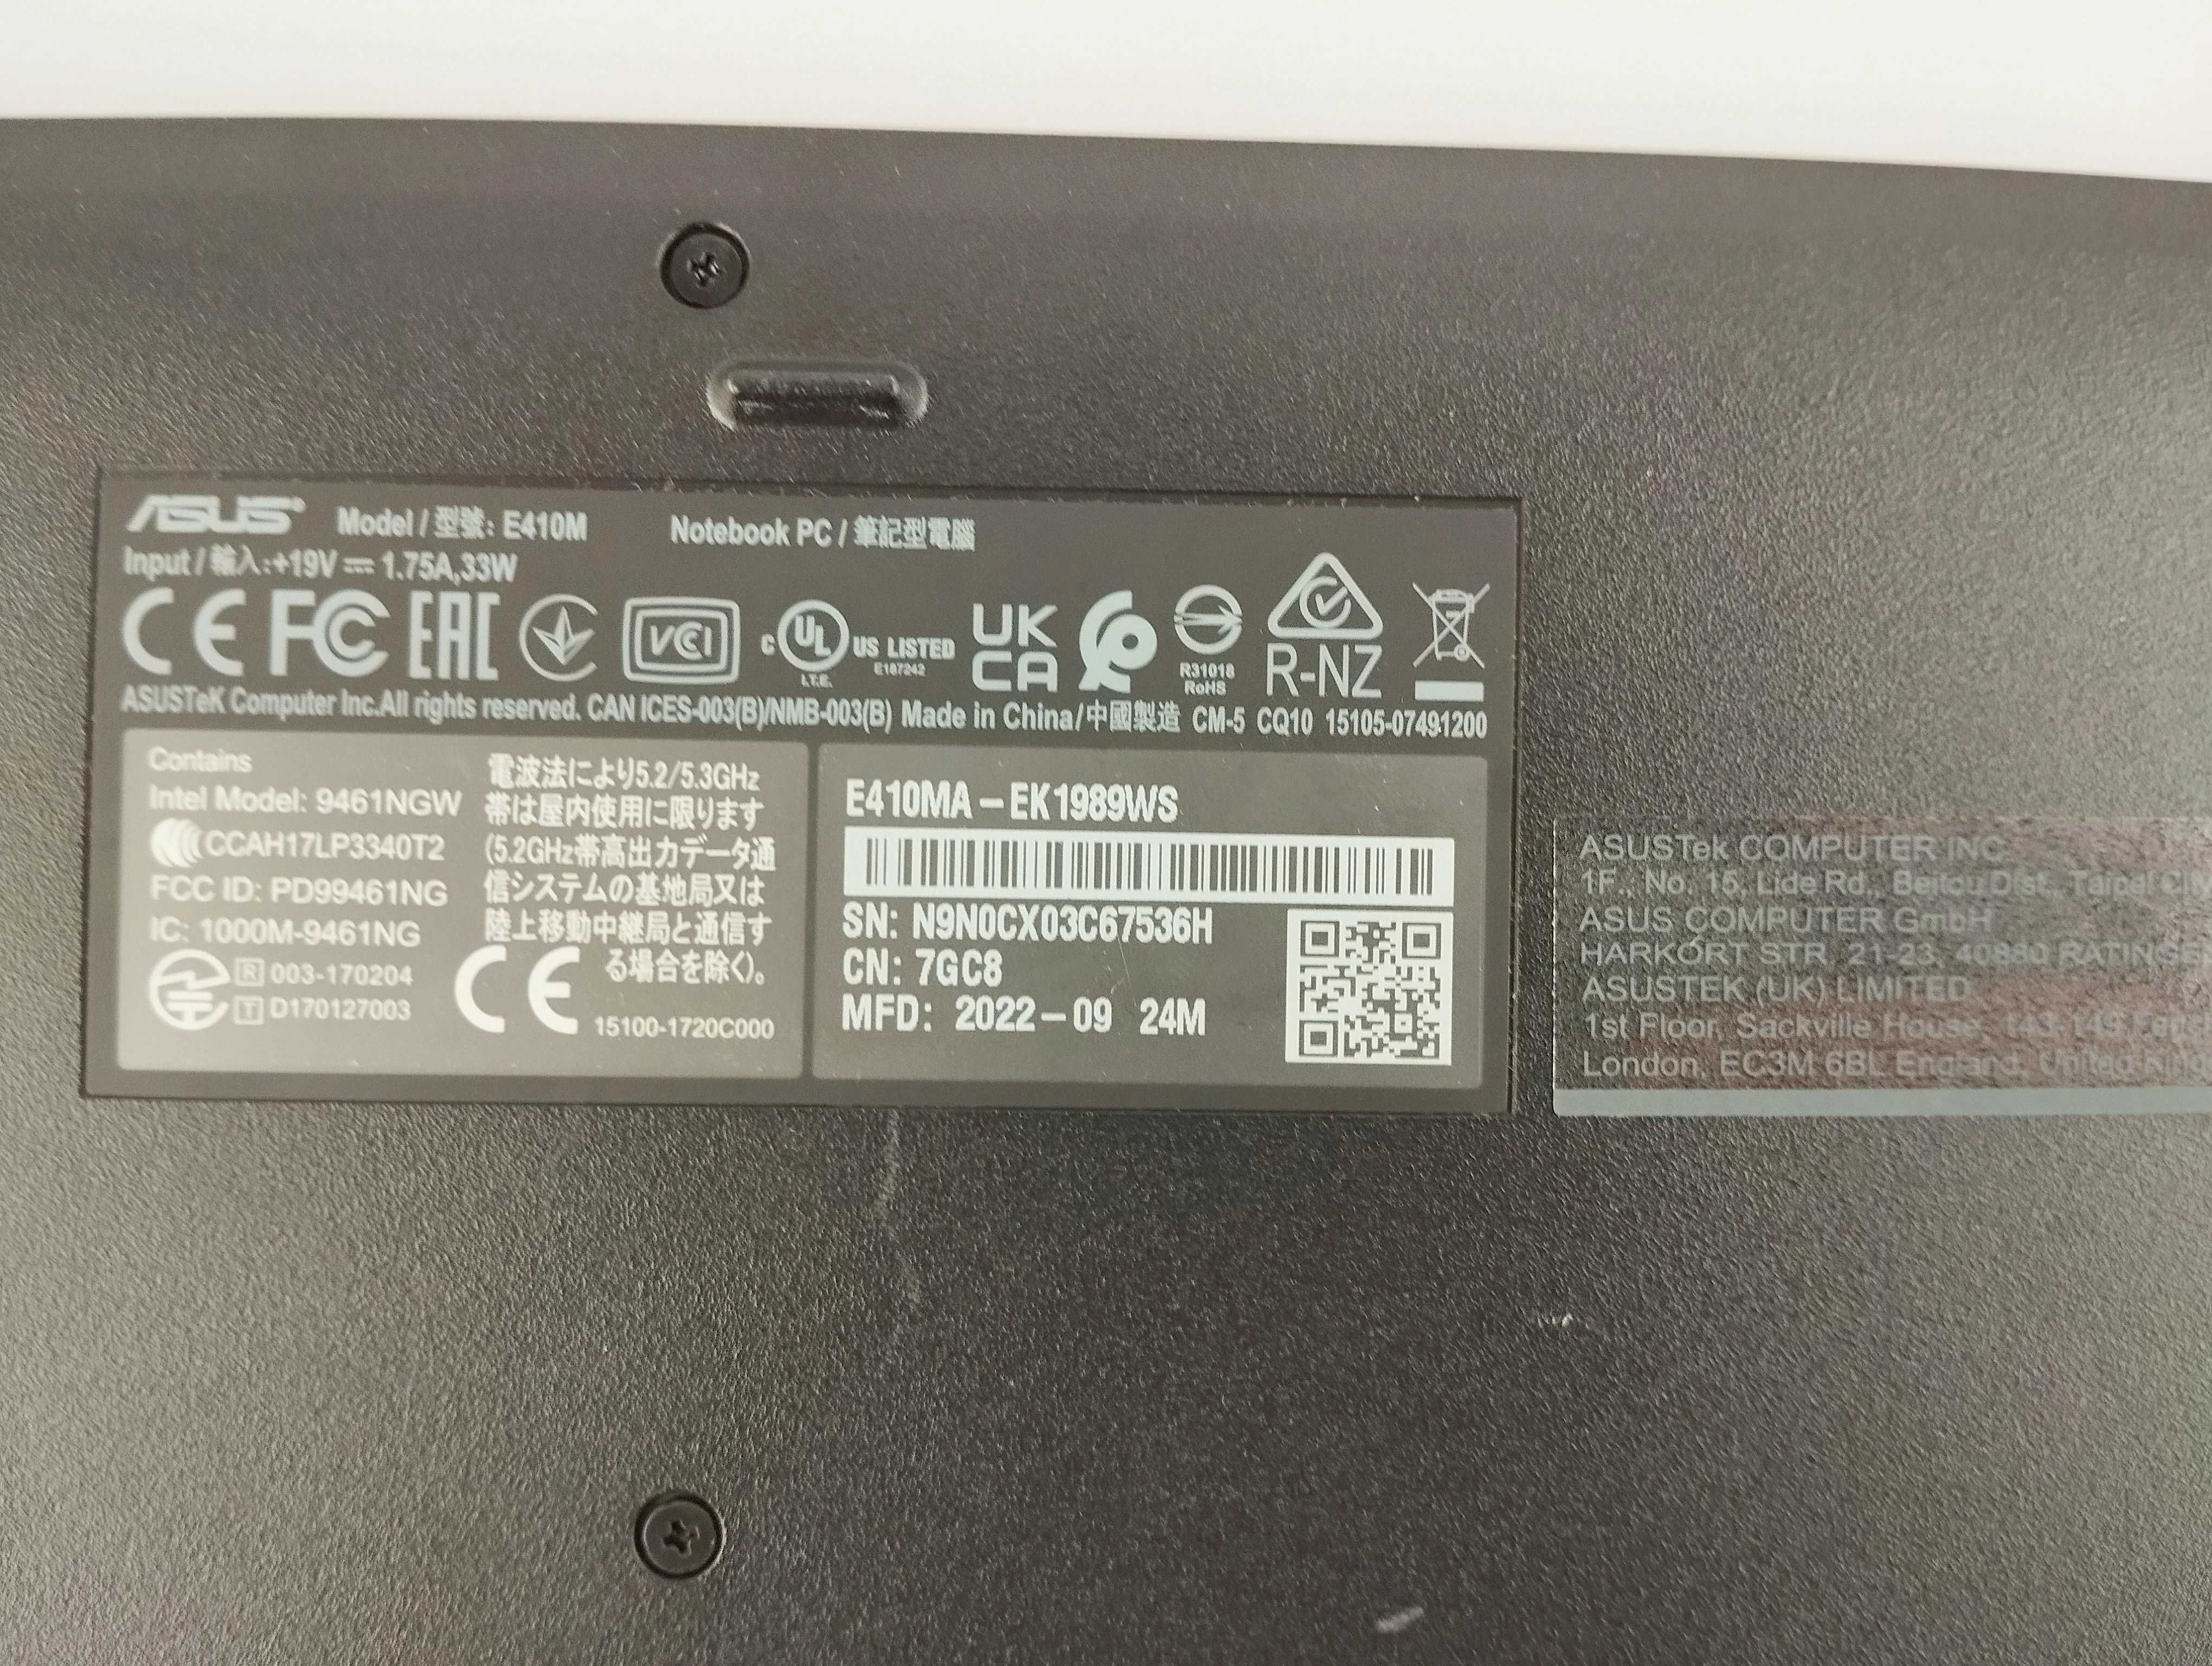 ASUS Model / 型號: E410M Notebook PC / 筆記型電腦
Input / 輸入:+19V ⎓ 1.75A,33W
CE FC EAC VCI C UL US LISTED UK CA R-NZ
I.T.E. E187242 R31018
RoHS
ASUSTeK Computer Inc.All rights reserved. CAN ICES-003(B)/NMB-003(B) Made in China/中國製造 CM-5 CQ10 15105-07491200
Contains
Intel Model: 9461NGW
CCAH17LP3340T2
FCC ID: PD99461NG
IC: 1000M-9461NG
R 003-170204
T D170127003
電波法により5.2/5.3GHz
帯は屋内使用に限ります
(5.2GHz帯高出力データ通
信システムの基地局又は
陸上移動中継局と通信す
る場合を除く)。
CE 15100-1720C000
E410MA-EK1989WS
SN: N9N0CX03C67536H
CN: 7GC8
MFD: 2022-09 24M
ASUSTek COMPUTER INC
1F., No. 15, Lide Rd., Beitou Dist., Taipei
ASUS COMPUTER GmbH
HARKORT STR. 21-23, 40880
ASUSTEK (UK) LIMITED
1st Floor, Sackville House,
London, EC3M 6BL England, United